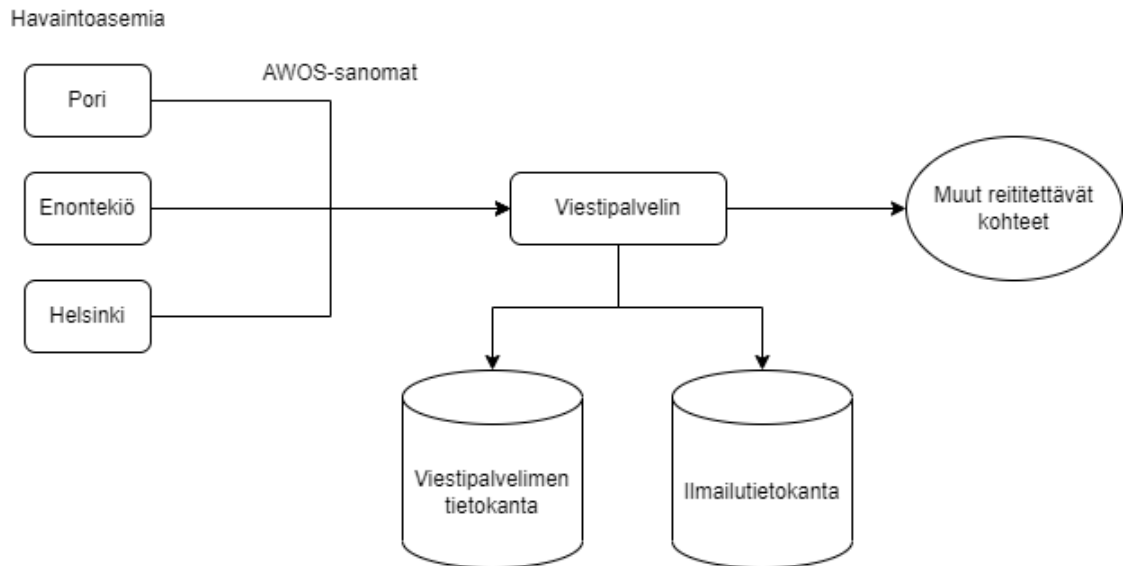 Havaintoasemia
Pori
AWOS-sanomat
Enontekiö
Viestipalvelin
Muut reititettävät
kohteet
Helsinki
Viestipalvelimen
tietokanta
Ilmailutietokanta